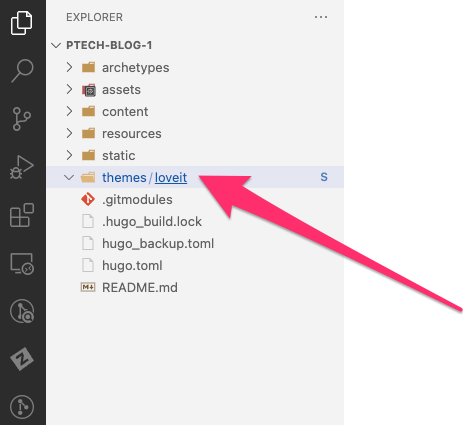 EXPLORER
PTECH-BLOG-1
archetypes
assets
content
resources
static
themes/loveit S
.gitmodules
.hugo_build.lock
hugo_backup.toml
hugo.toml
README.md